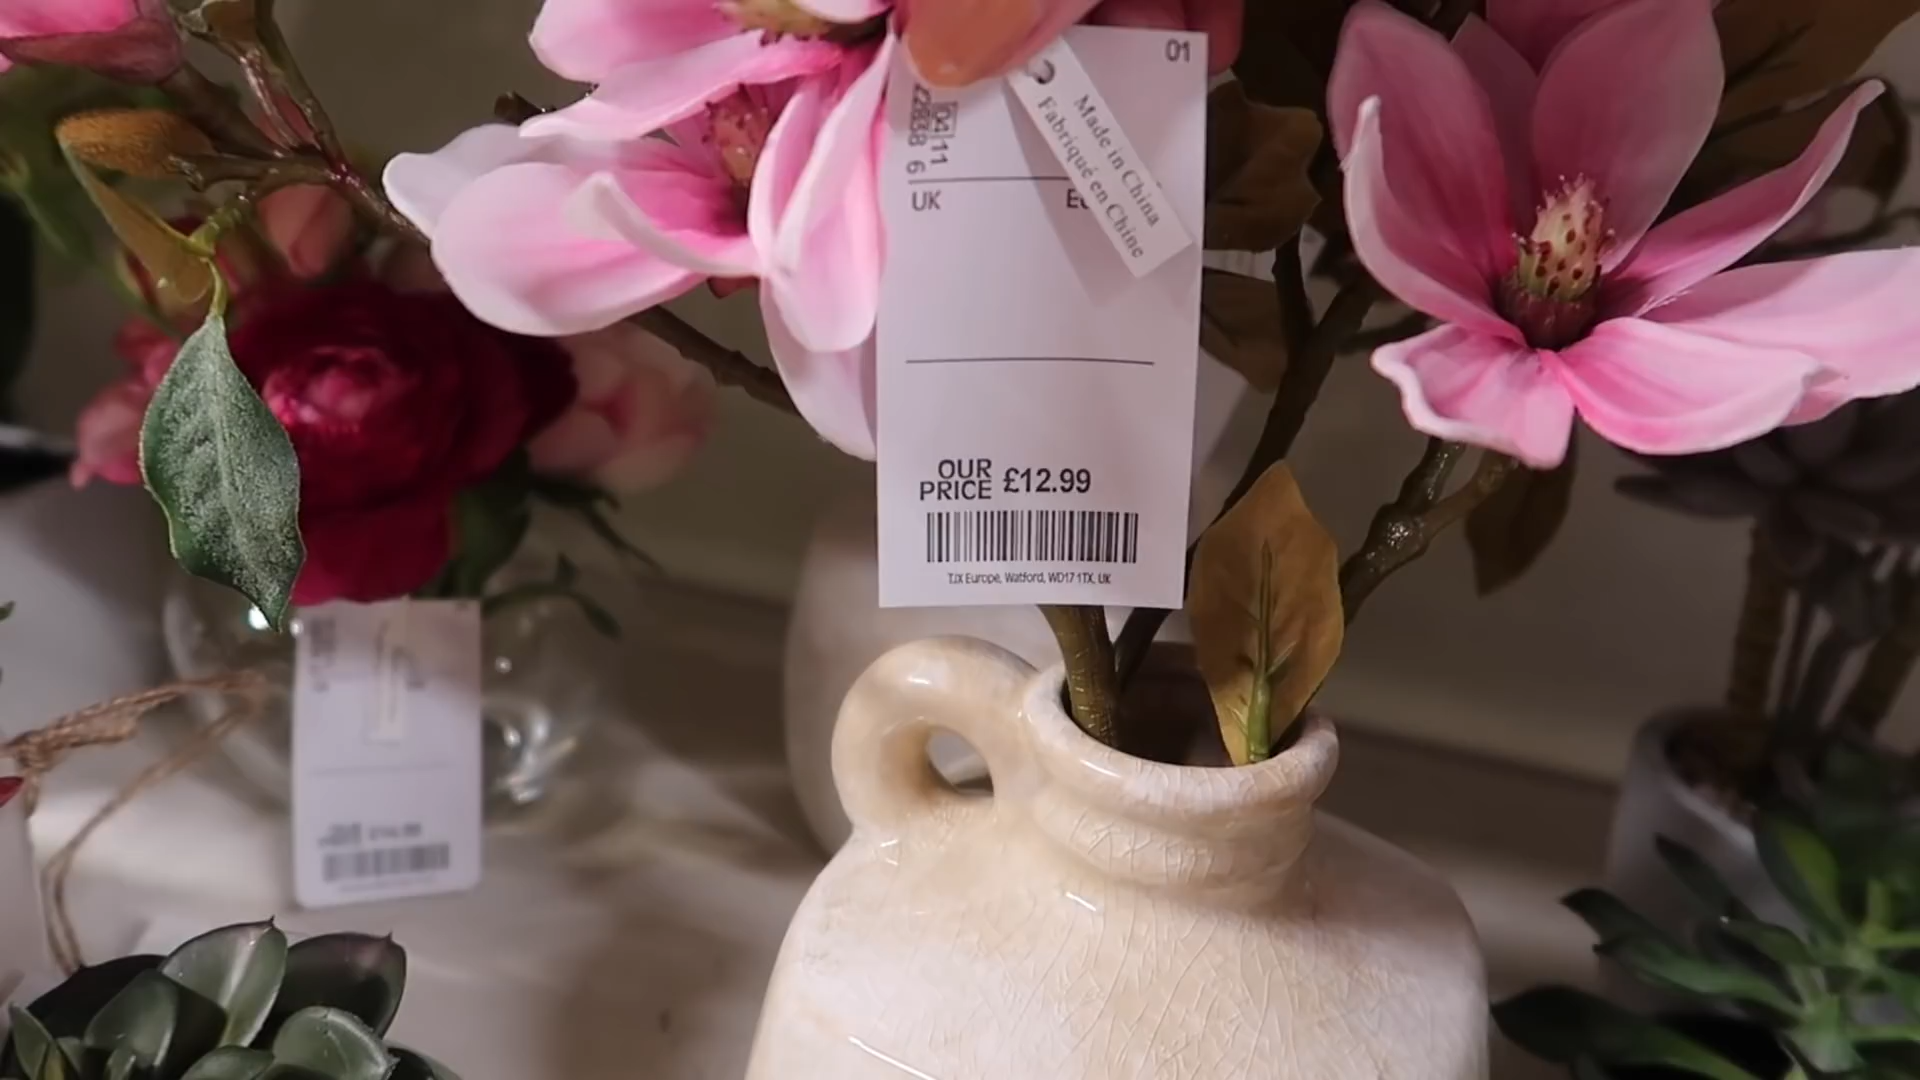 01
04 11
6
UK
Made in China
Fabriqué en Chine
OUR
PRICE £12.99
TJX Europe, Watford, WD17 1TX, UK